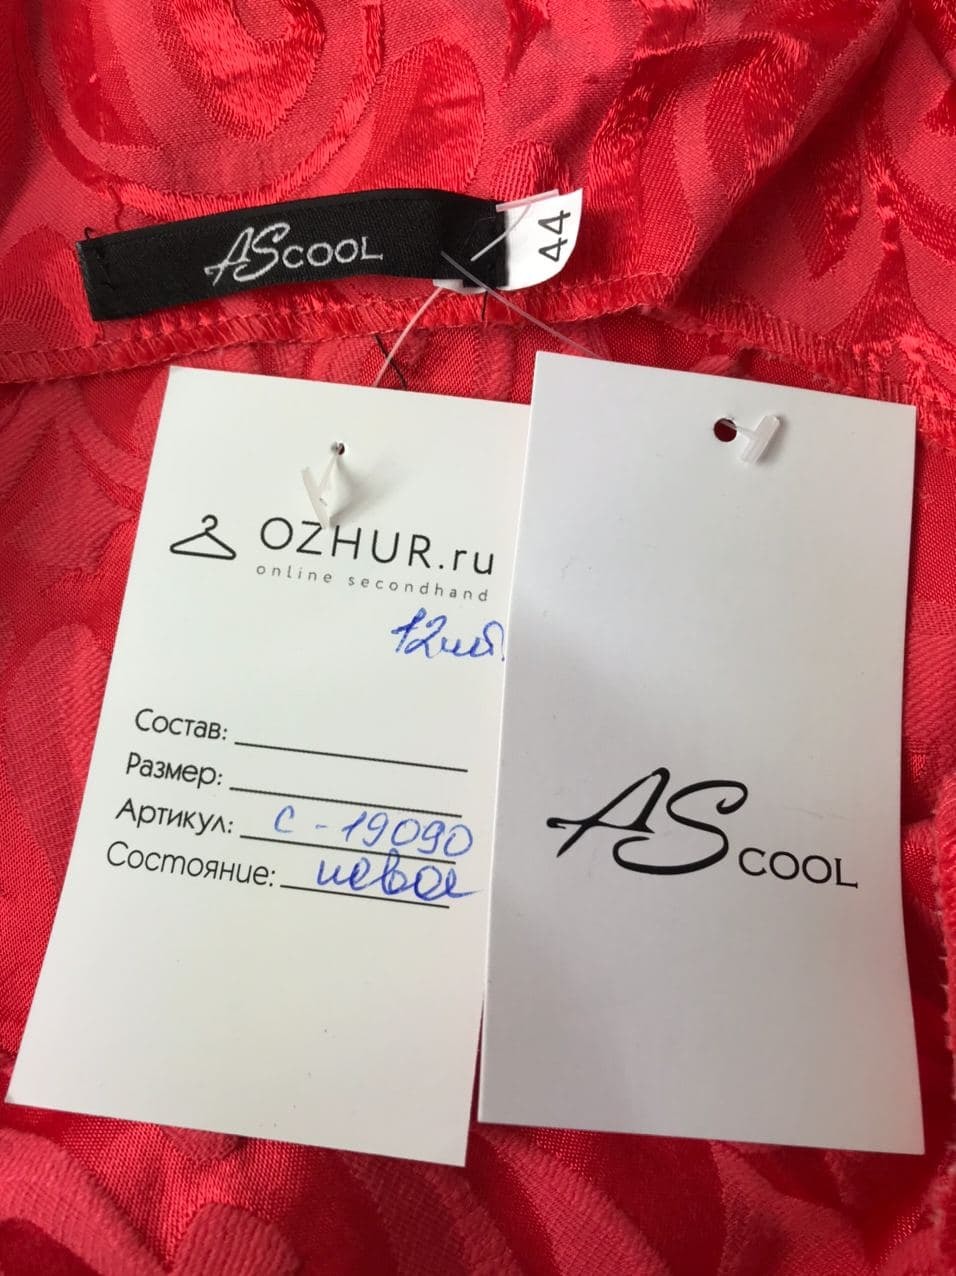 AS COOL
44
OZHUR.ru
online secondhand
Состав:
Размер:
Артикул: С-19090
Состояние: новое
AS COOL